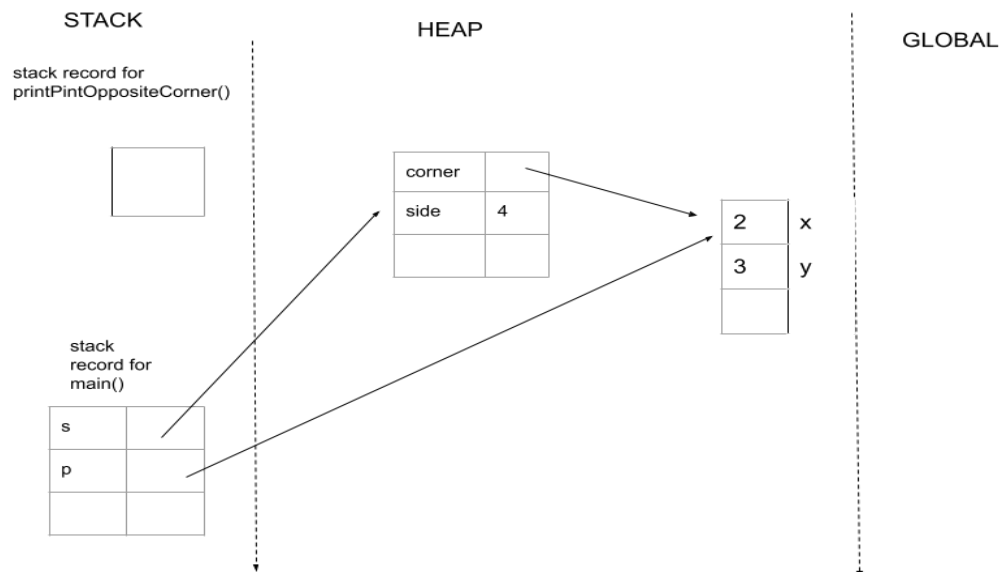 STACK
HEAP
GLOBAL
stack record for
printPintOppositeCorner()
corner
side 4
2 x
3 y
stack
record for
main()
s
p